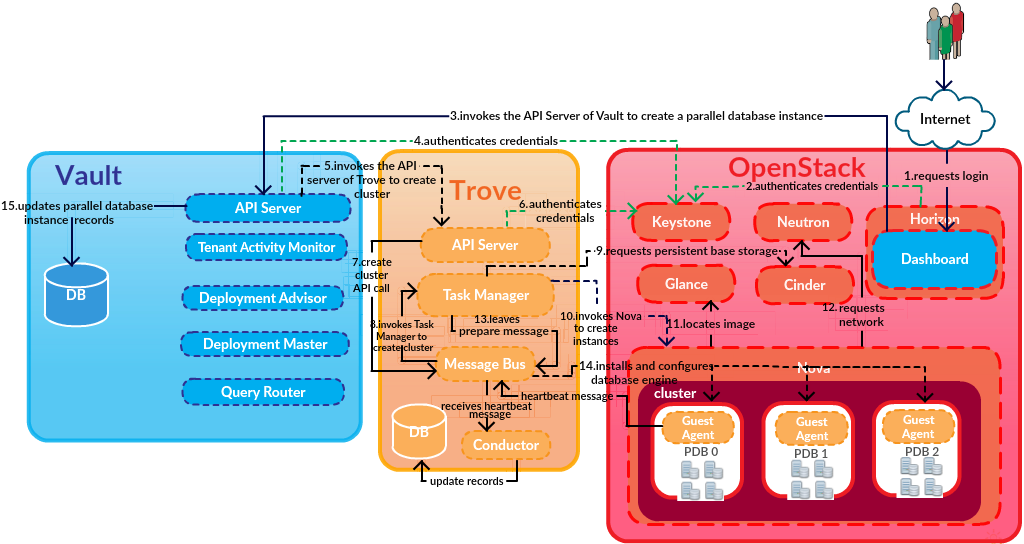 Internet
3.invokes the API Server of Vault to create a parallel database instance
4.authenticates credentials
Vault
5.invokes the API
server of Trove to create
cluster
Trove
OpenStack
1.requests login
2.authenticates credentials
15.updates parallel database
instance records
API Server
6.authenticates
credentials
Keystone
Neutron
Horizon
Dashboard
Tenant Activity Monitor
API Server
9.requests persistent base storage
7.create
cluster
API call
DB
Deployment Advisor
Task Manager
Glance
Cinder
8.invokes Task
Manager to
create cluster
13.leaves
prepare message
10.invokes Nova
to create
instances
11.locates image
12.requests
network
Deployment Master
Message Bus
14.installs and configures
database engine
Nova
Query Router
heartbeat message
cluster
receives heartbeat
message
DB
Conductor
Guest
Agent
PDB 0
Guest
Agent
PDB 1
Guest
Agent
PDB 2
update records